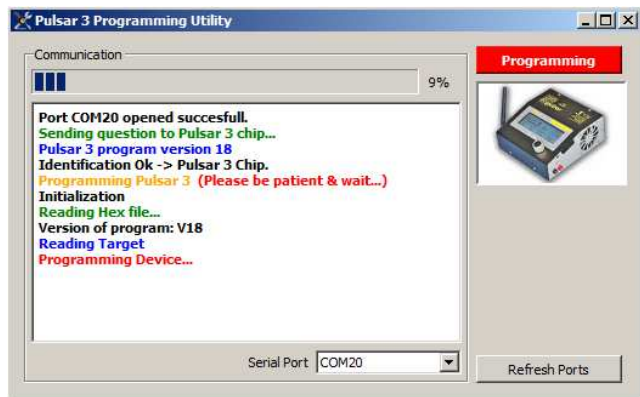 Pulsar 3 Programming Utility
Communication
9%
Programming
Port COM20 opened succesfull.
Sending question to Pulsar 3 chip...
Pulsar 3 program version 18
Identification Ok -> Pulsar 3 Chip.
Programming Pulsar 3 (Please be patient & wait...)
Initialization
Reading Hex file...
Version of program: V18
Reading Target
Programming Device...
Serial Port COM20
Refresh Ports